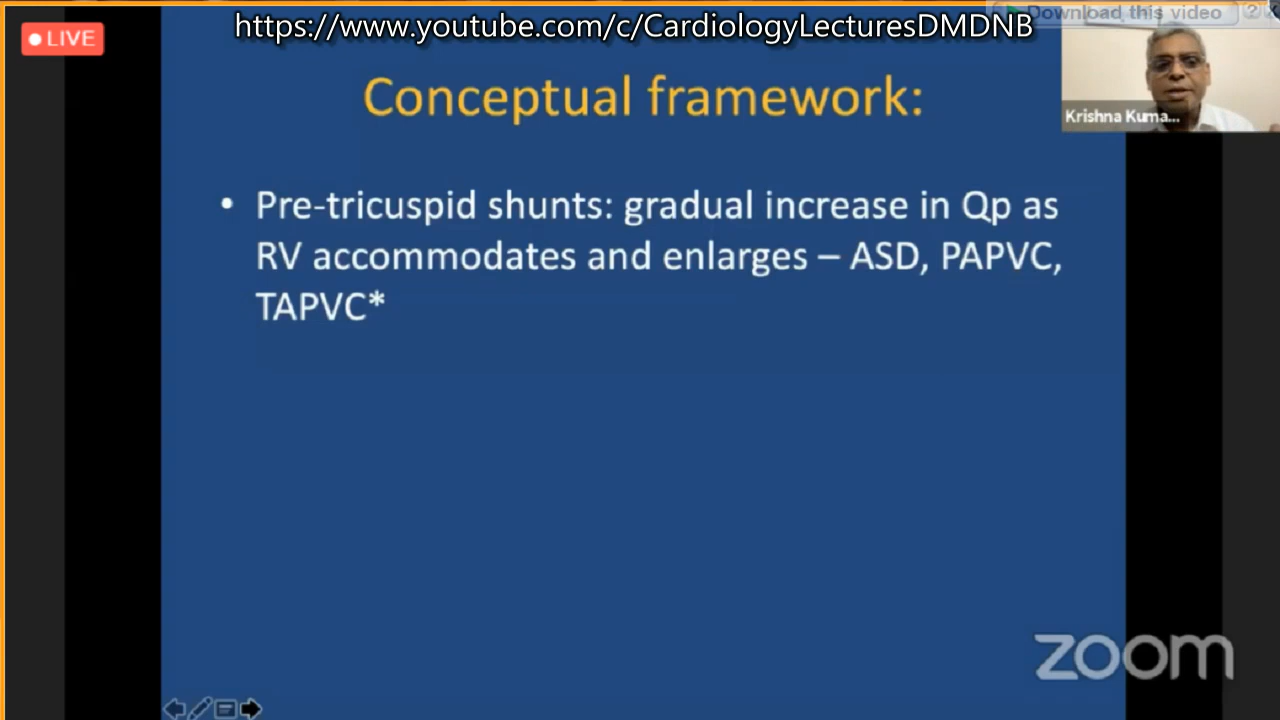 https://www.youtube.com/c/CardiologyLecturesDMDNB
Download this video
LIVE
Krishna Kuma...
Conceptual framework:
• Pre-tricuspid shunts: gradual increase in Qp as
RV accommodates and enlarges – ASD, PAPVC,
TAPVC*
zoom